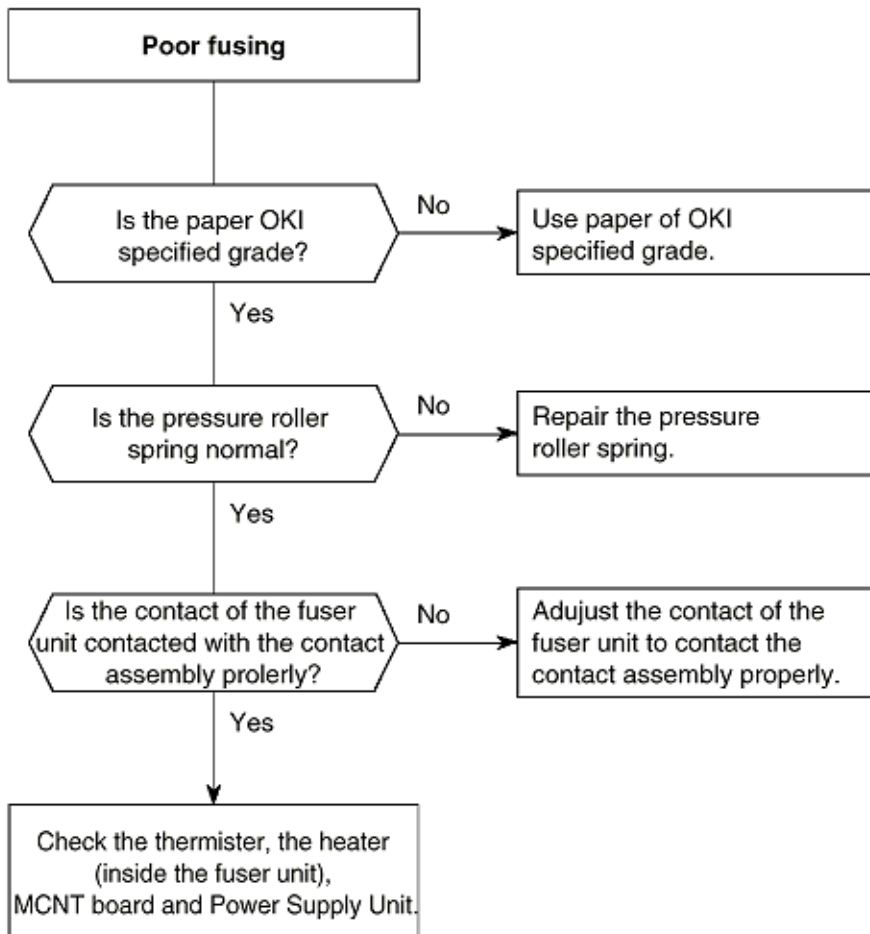 Poor fusing
Is the paper OKI
specified grade?
No
Use paper of OKI
specified grade.
Yes
Is the pressure roller
spring normal?
No
Repair the pressure
roller spring.
Yes
Is the contact of the fuser
unit contacted with the contact
assembly prolerly?
No
Adujust the contact of the
fuser unit to contact the
contact assembly properly.
Yes
Check the thermister, the heater
(inside the fuser unit),
MCNT board and Power Supply Unit.